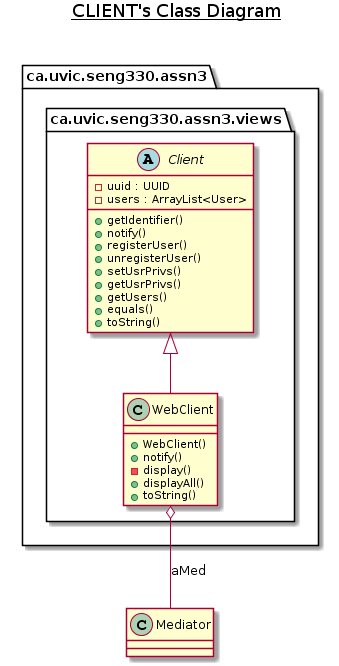 CLIENT's Class Diagram
ca.uvic.seng330.assn3
ca.uvic.seng330.assn3.views
A Client
uuid : UUID
users : ArrayList<User>
getIdentifier()
notify()
registerUser()
unregisterUser()
setUsrPrivs()
getUsrPrivs()
getUsers()
equals()
toString()
C WebClient
WebClient()
notify()
display()
displayAll()
toString()
aMed
C Mediator